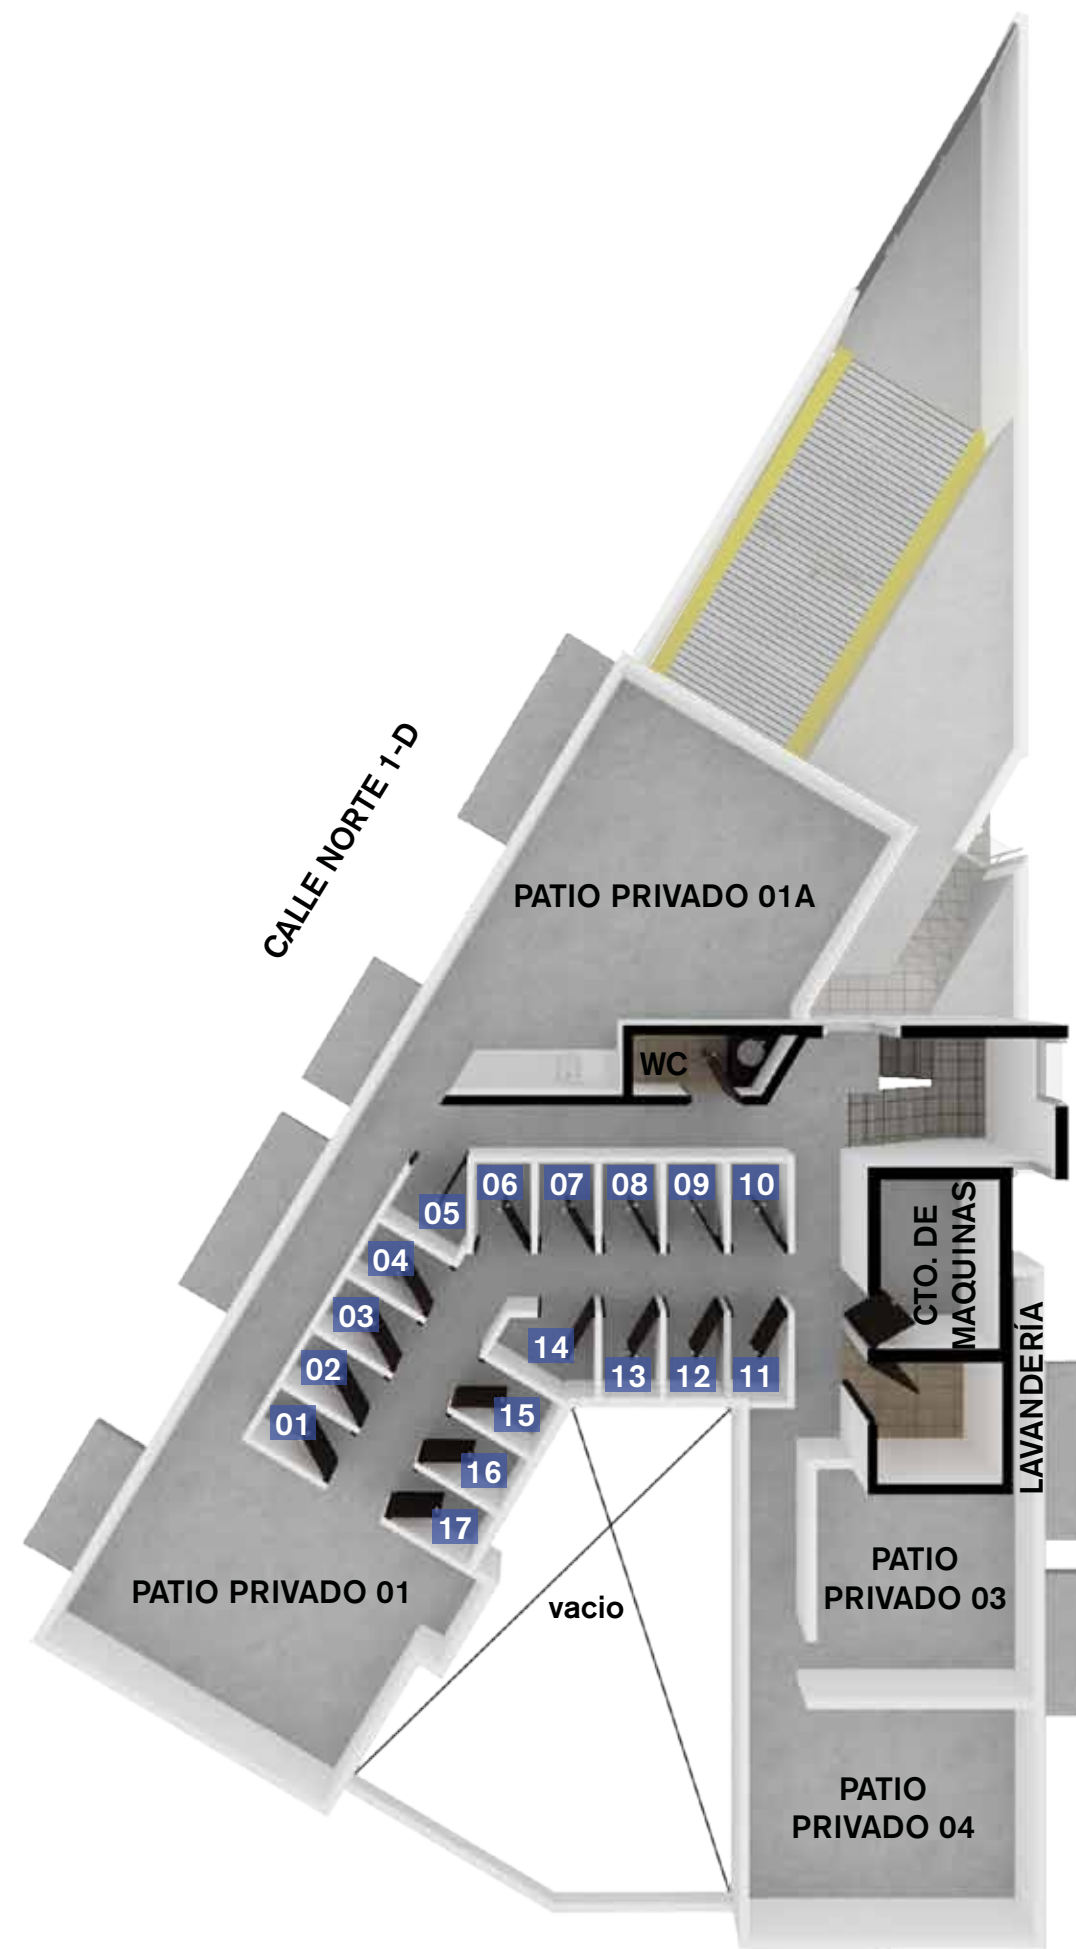 CALLE NORTE 1-D
PATIO PRIVADO 01A
WC
05
06
07
08
09
10
04
03
02
01
14
13
12
11
15
16
17
CTO. DE
MAQUINAS
LAVANDERÍA
PATIO PRIVADO 01
vacio
PATIO
PRIVADO 03
PATIO
PRIVADO 04